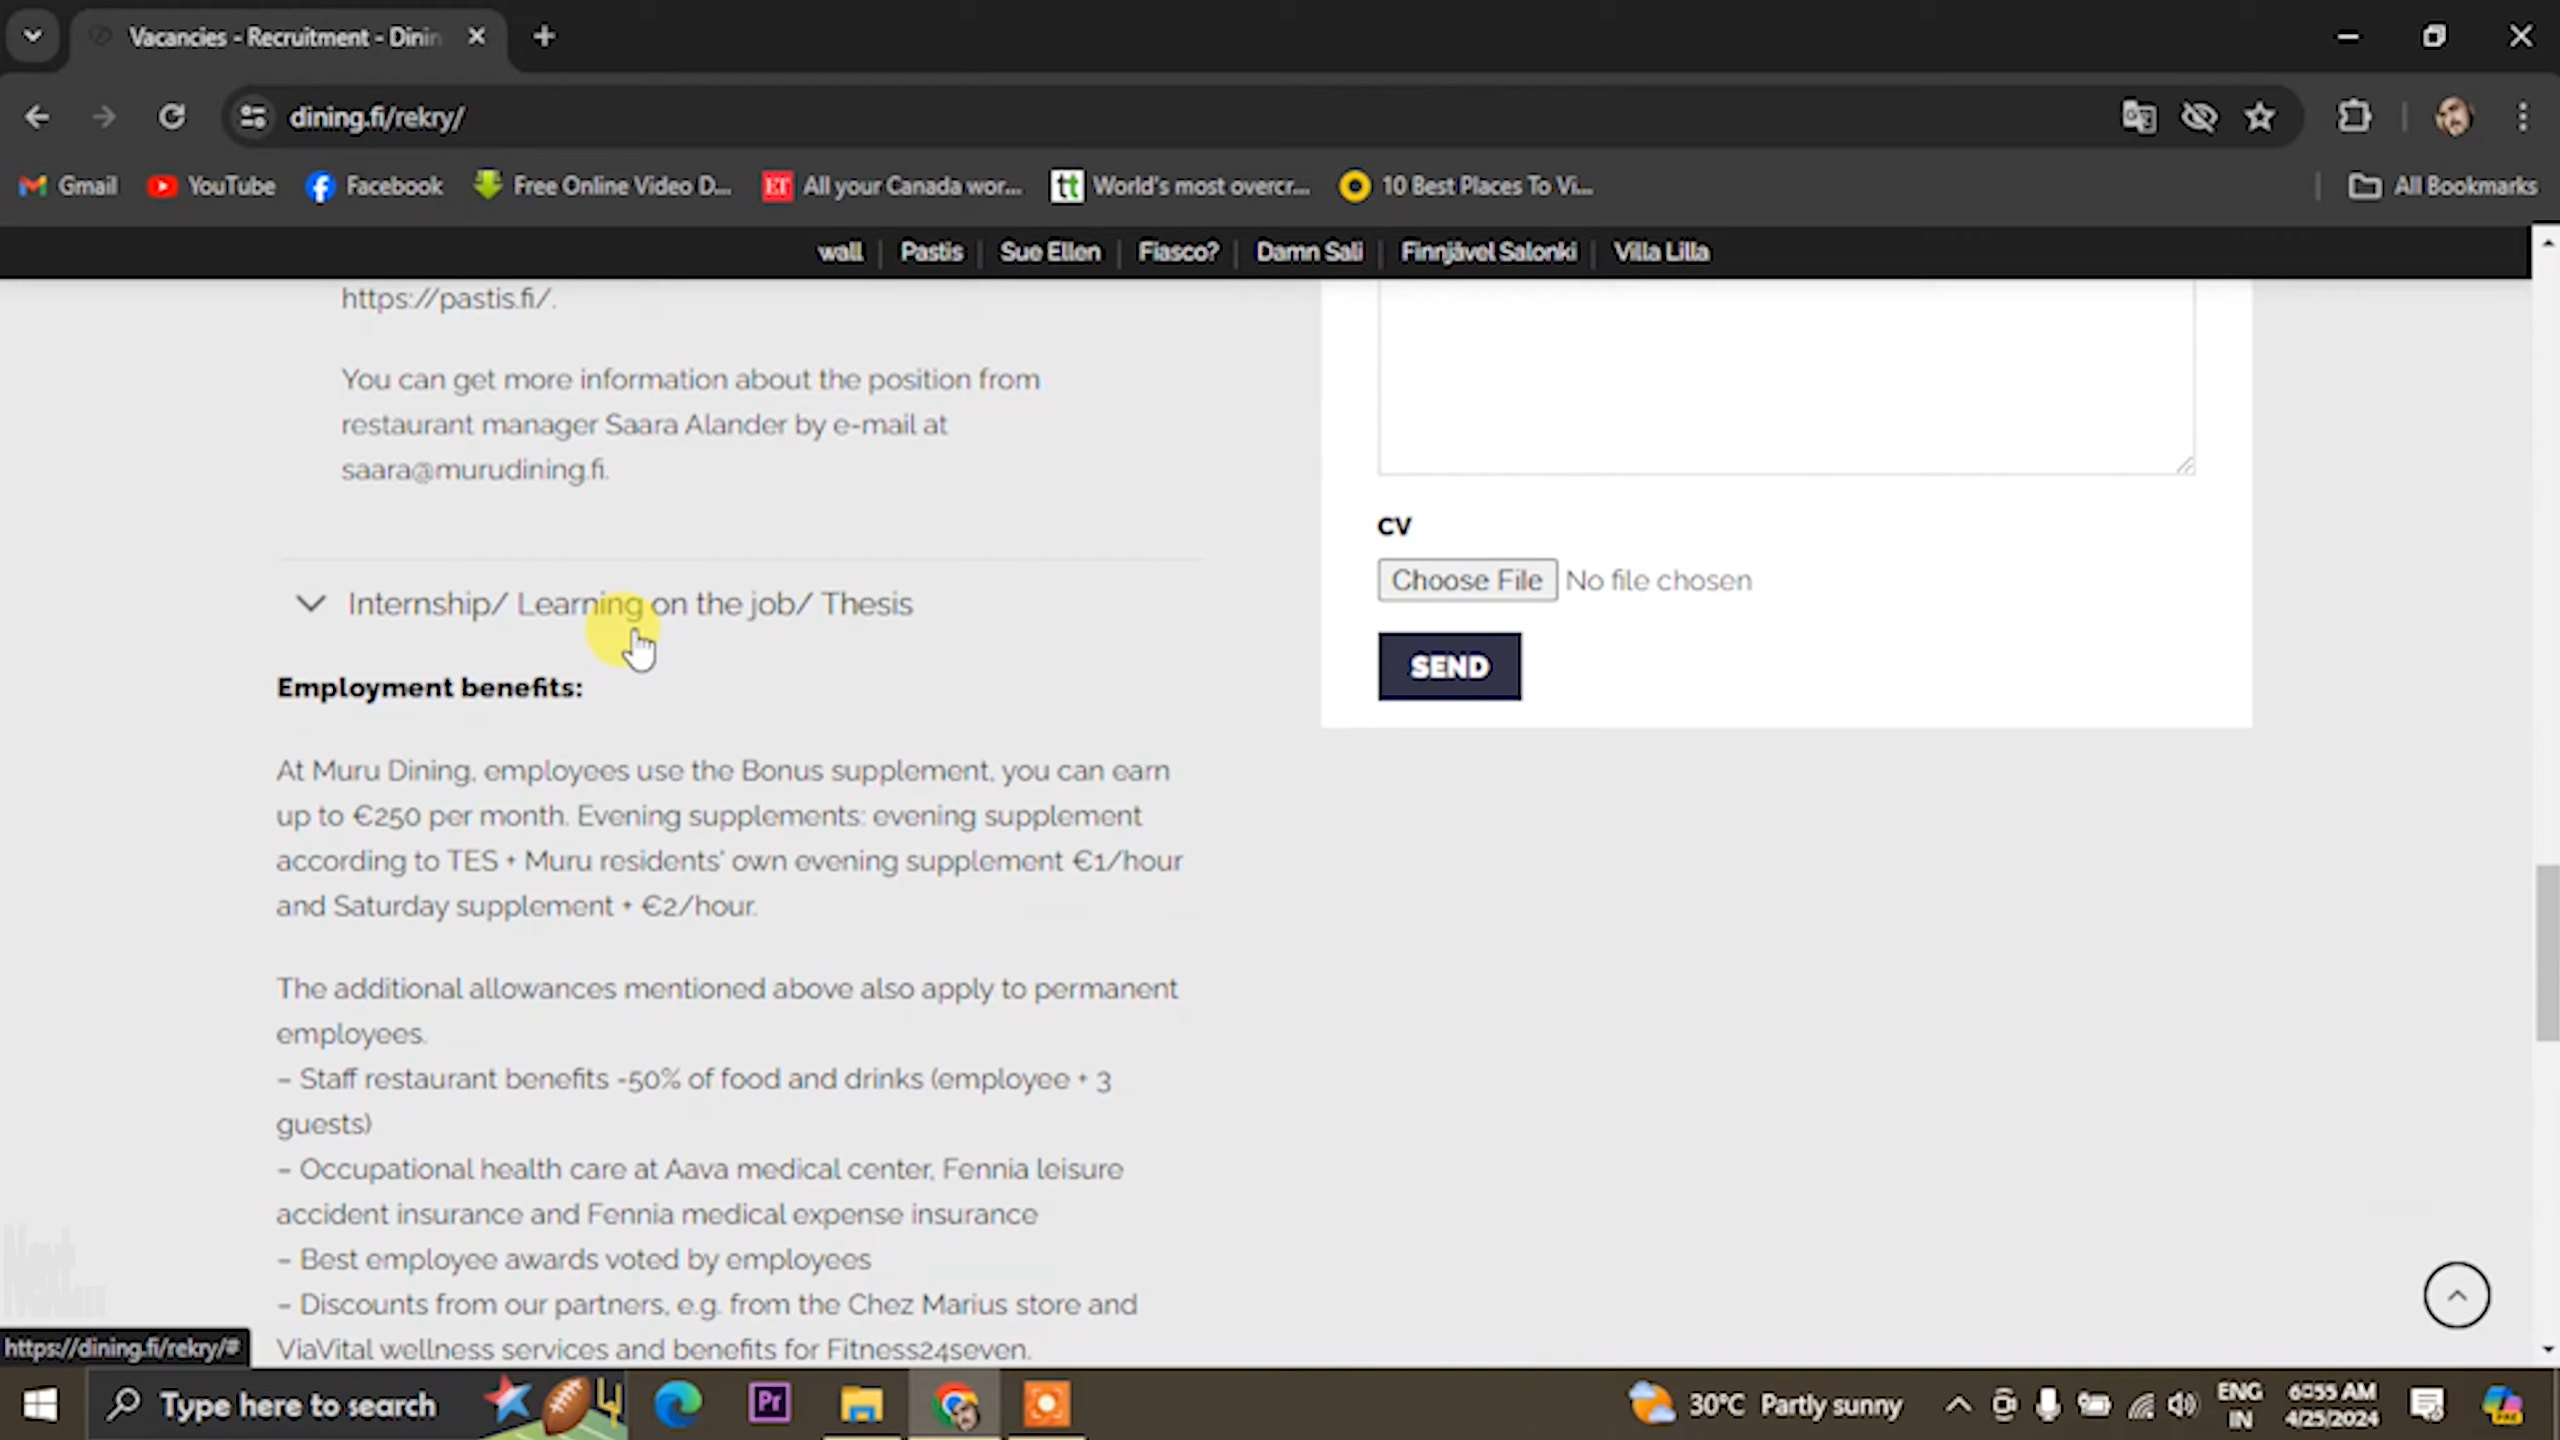 Vacancies - Recruitment - Dinin
dining.fi/rekry/
Gmail
YouTube
Facebook
Free Online Video D...
ET
All your Canada wor...
tt
World's most overcr...
10 Best Places To Vi...
All Bookmarks
wall
Pastis
Sue Ellen
Fiasco?
Damn Sali
Finnjävel Salonki
Villa Lilla
https://pastis.fi/.
You can get more information about the position from
restaurant manager Saara Alander by e-mail at
saara@murudining.fi.
Internship/ Learning on the job/ Thesis
Employment benefits:
At Muru Dining, employees use the Bonus supplement, you can earn
up to €250 per month. Evening supplements: evening supplement
according to TES + Muru residents' own evening supplement €1/hour
and Saturday supplement + €2/hour.
The additional allowances mentioned above also apply to permanent
employees.
– Staff restaurant benefits -50% of food and drinks (employee + 3
guests)
– Occupational health care at Aava medical center, Fennia leisure
accident insurance and Fennia medical expense insurance
– Best employee awards voted by employees
– Discounts from our partners, e.g. from the Chez Marius store and
ViaVital wellness services and benefits for Fitness24seven.
CV
Choose File No file chosen
SEND
https://dining.fi/rekry/#
Type here to search
Pr
30°C Partly sunny
ENG
IN
6:55 AM
4/25/2024